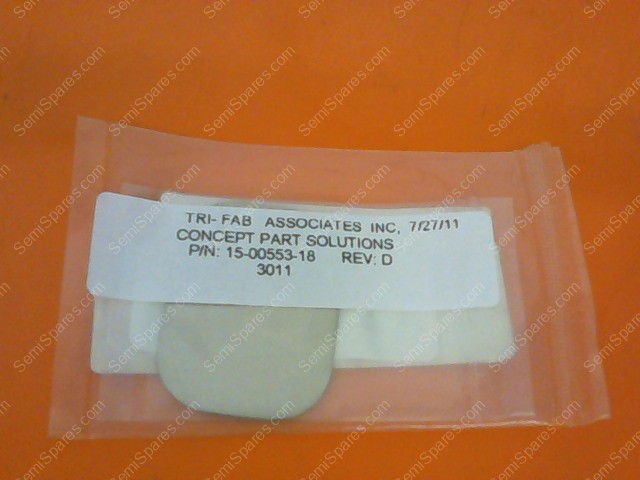 TRI-FAB ASSOCIATES INC, 7/27/11
CONCEPT PART SOLUTIONS
P/N: 15-00553-18 REV: D
3011
SemiSpares.com